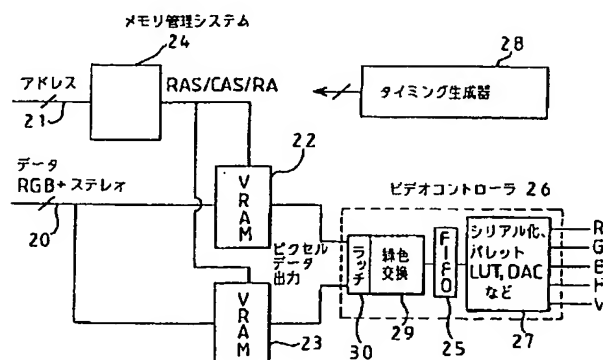 メモリ管理システム
24
アドレス
21
RAS/CAS/RA
28
タイミング生成器
22
データ
RGB+ステレオ
20
VRAM
ビデオコントローラ 26
ピクセル
データ
出力
ラッチ
緑色
交換
FIFO
シリアル化、
パレット
LUT, DAC
など
R
G
B
H
V
30
29
25
27
VRAM
23